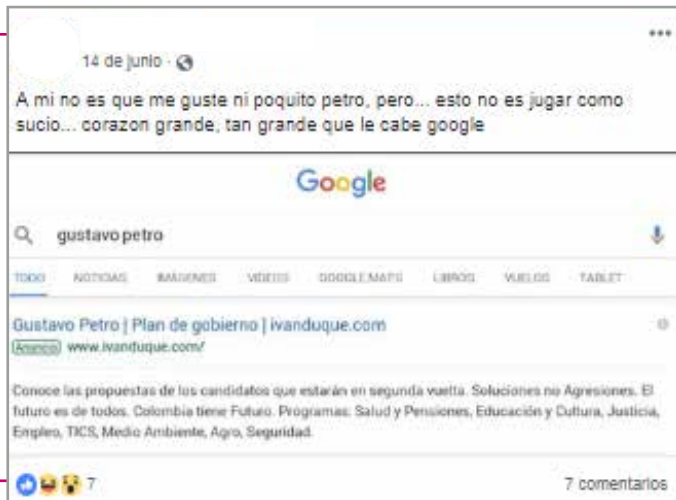 14 de junio ·
A mi no es que me guste ni poquito petro, pero... esto no es jugar como
sucio... corazon grande, tan grande que le cabe google
Google
gustavo petro
TODO NOTICIAS IMÁGENES VÍDEOS GOOGLE MAPS LIBROS VUELOS TABLET
Gustavo Petro | Plan de gobierno | ivanduque.com
Anuncio www.ivanduque.com/
Conoce las propuestas de los candidatos que estarán en segunda vuelta. Soluciones no Agresiones. El
futuro es de todos. Colombia tiene Futuro. Programas: Salud y Pensiones, Educación y Cultura, Justicia,
Empleo, TICS, Medio Ambiente, Agro, Seguridad.
7 7 comentarios